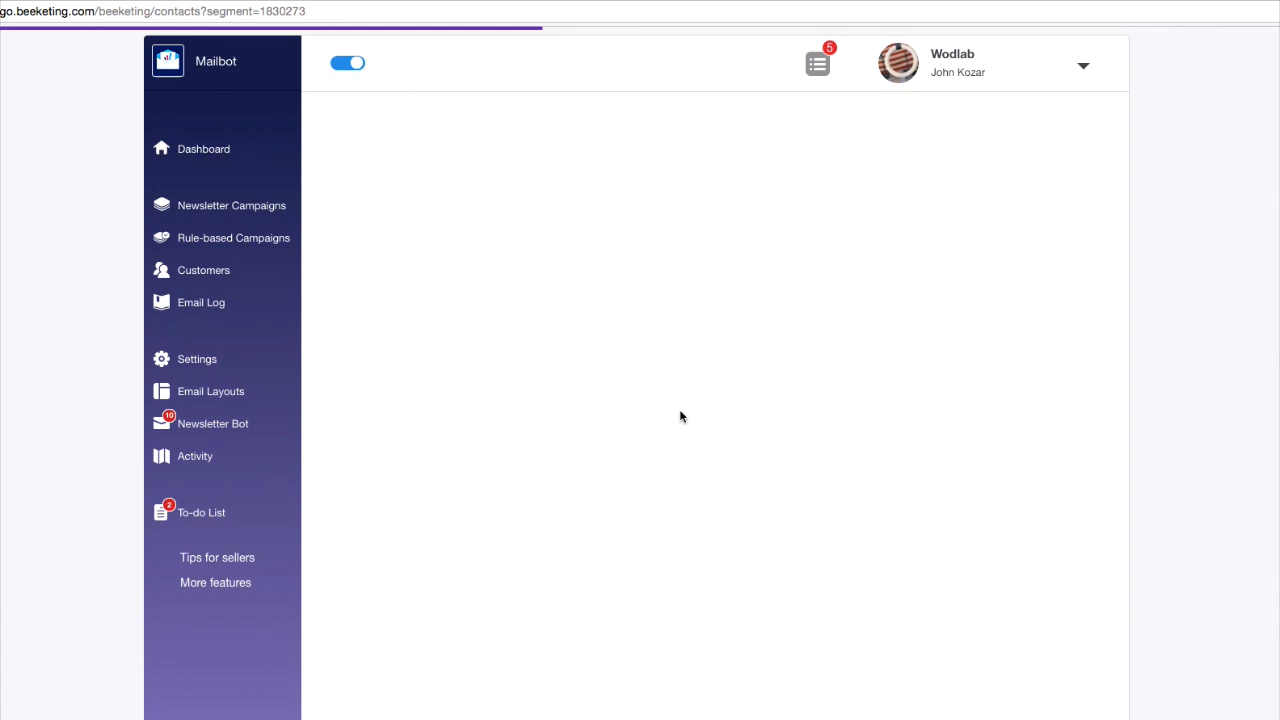 go.beeketing.com/beeketing/contacts?segment=1830273
Mailbot
5
Wodlab
John Kozar
Dashboard
Newsletter Campaigns
Rule-based Campaigns
Customers
Email Log
Settings
Email Layouts
10
Newsletter Bot
Activity
2
To-do List
Tips for sellers
More features